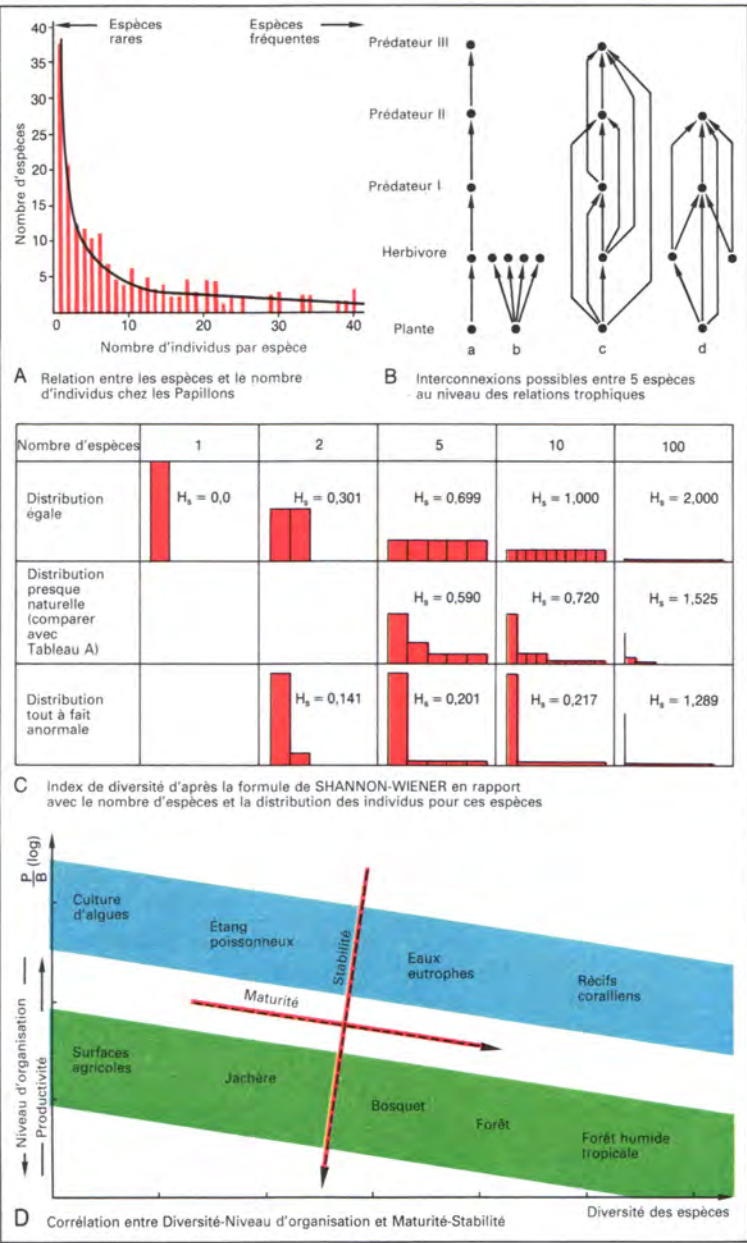 40
35
30
25
20
15
10
5
0
10
20
30
40
Nombre d'espèces
Espèces
rares
Espèces
fréquentes
Nombre d'individus par espèce
A Relation entre les espèces et le nombre
d'individus chez les Papillons
Prédateur III
Prédateur II
Prédateur I
Herbivore
Plante
a
b
c
d
B Interconnexions possibles entre 5 espèces
au niveau des relations trophiques
Nombre d'espèces 1 2 5 10 100
Distribution
égale
Hs = 0,0
Hs = 0,301
Hs = 0,699
Hs = 1,000
Hs = 2,000
Distribution
presque
naturelle
(comparer
avec
Tableau A)
Hs = 0,590
Hs = 0,720
Hs = 1,525
Distribution
tout à fait
anormale
Hs = 0,141
Hs = 0,201
Hs = 0,217
Hs = 1,289
C Index de diversité d'après la formule de SHANNON-WIENER en rapport
avec le nombre d'espèces et la distribution des individus pour ces espèces
P/B (log)
Niveau d'organisation
Productivité
Culture
d'algues
Étang
poissonneux
Stabilité
Eaux
eutrophes
Récifs
coralliens
Maturité
Surfaces
agricoles
Jachère
Bosquet
Forêt
Forêt humide
tropicale
Diversité des espèces
D Corrélation entre Diversité-Niveau d'organisation et Maturité-Stabilité